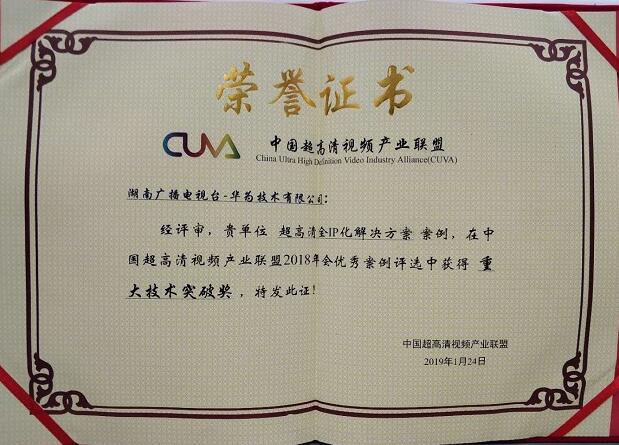 荣誉证书
CUVA 中国超高清视频产业联盟
China Ultra High Definition Video Industry Alliance(CUVA)
湖南广播电视台-华为技术有限公司:
经评审,贵单位 超高清全IP化解决方案 案例,在中
国超高清视频产业联盟2018年会优秀案例评选中获得 重
大技术突破奖 ,特发此证!
中国超高清视频产业联盟
2019年1月24日